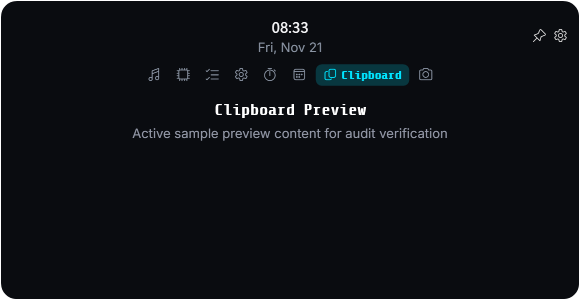 08:33
Fri, Nov 21
Clipboard
Clipboard Preview
Active sample preview content for audit verification